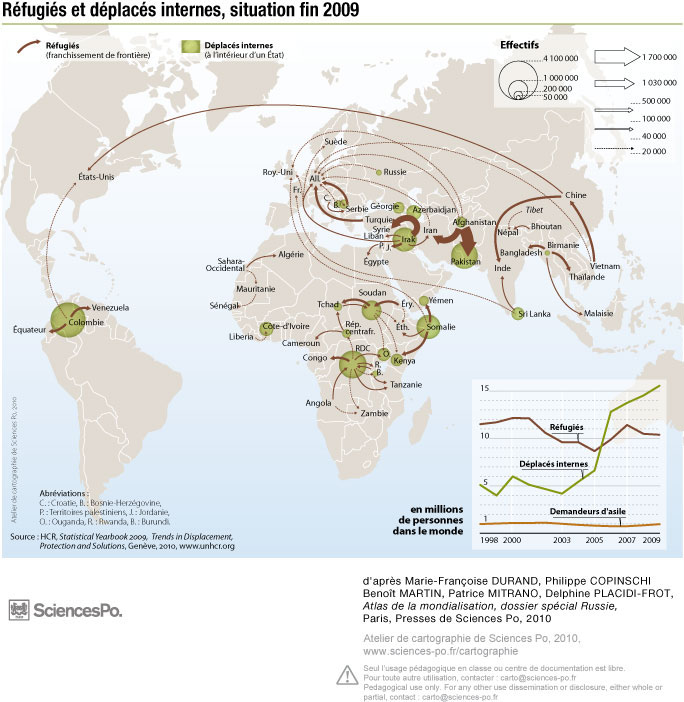 Réfugiés et déplacés internes, situation fin 2009
Réfugiés
(franchissement de frontière)
Déplacés internes
(à l'intérieur d'un État)
Effectifs
4 100 000
1 000 000
200 000
50 000
1 700 000
1 030 000
500 000
100 000
40 000
20 000
Suède
Roy.-Uni
All.
Russie
États-Unis
Fr.
C.
B.
Serbie
Géorgie
Azerbaïdjan
Turquie
Syrie
Liban
P.
J.
Irak
Iran
Afghanistan
Pakistan
Égypte
Chine
Tibet
Népal
Bhoutan
Bangladesh
Birmanie
Inde
Thaïlande
Vietnam
Malaisie
Sri Lanka
Algérie
Sahara-
Occidental
Mauritanie
Sénégal
Tchad
Soudan
Éry.
Yémen
Éth.
Somalie
Côte-d'Ivoire
Liberia
Rép.
centrafr.
Cameroun
RDC
O.
Kenya
R.
B.
Congo
Tanzanie
Angola
Zambie
Venezuela
Colombie
Équateur
Atelier de cartographie de Sciences Po, 2010
Abréviations :
C. : Croatie, B. : Bosnie-Herzégovine,
P. : Territoires palestiniens, J. : Jordanie,
O. : Ouganda, R. : Rwanda, B. : Burundi.
Source : HCR, Statistical Yearbook 2009, Trends in Displacement,
Protection and Solutions, Genève, 2010, www.unhcr.org
en millions
de personnes
dans le monde
15
10
5
1
Réfugiés
Déplacés internes
Demandeurs d'asile
1998 2000 2003 2005 2007 2009
SciencesPo.
d'après Marie-Françoise DURAND, Philippe COPINSCHI
Benoît MARTIN, Patrice MITRANO, Delphine PLACIDI-FROT,
Atlas de la mondialisation, dossier spécial Russie,
Paris, Presses de Sciences Po, 2010
Atelier de cartographie de Sciences Po, 2010,
www.sciences-po.fr/cartographie
Seul l'usage pédagogique en classe ou centre de documentation est libre.
Pour toute autre utilisation, contacter : carto@sciences-po.fr
Pedagogical use only. For any other use dissemination or disclosure, either whole or
partial, contact : carto@sciences-po.fr